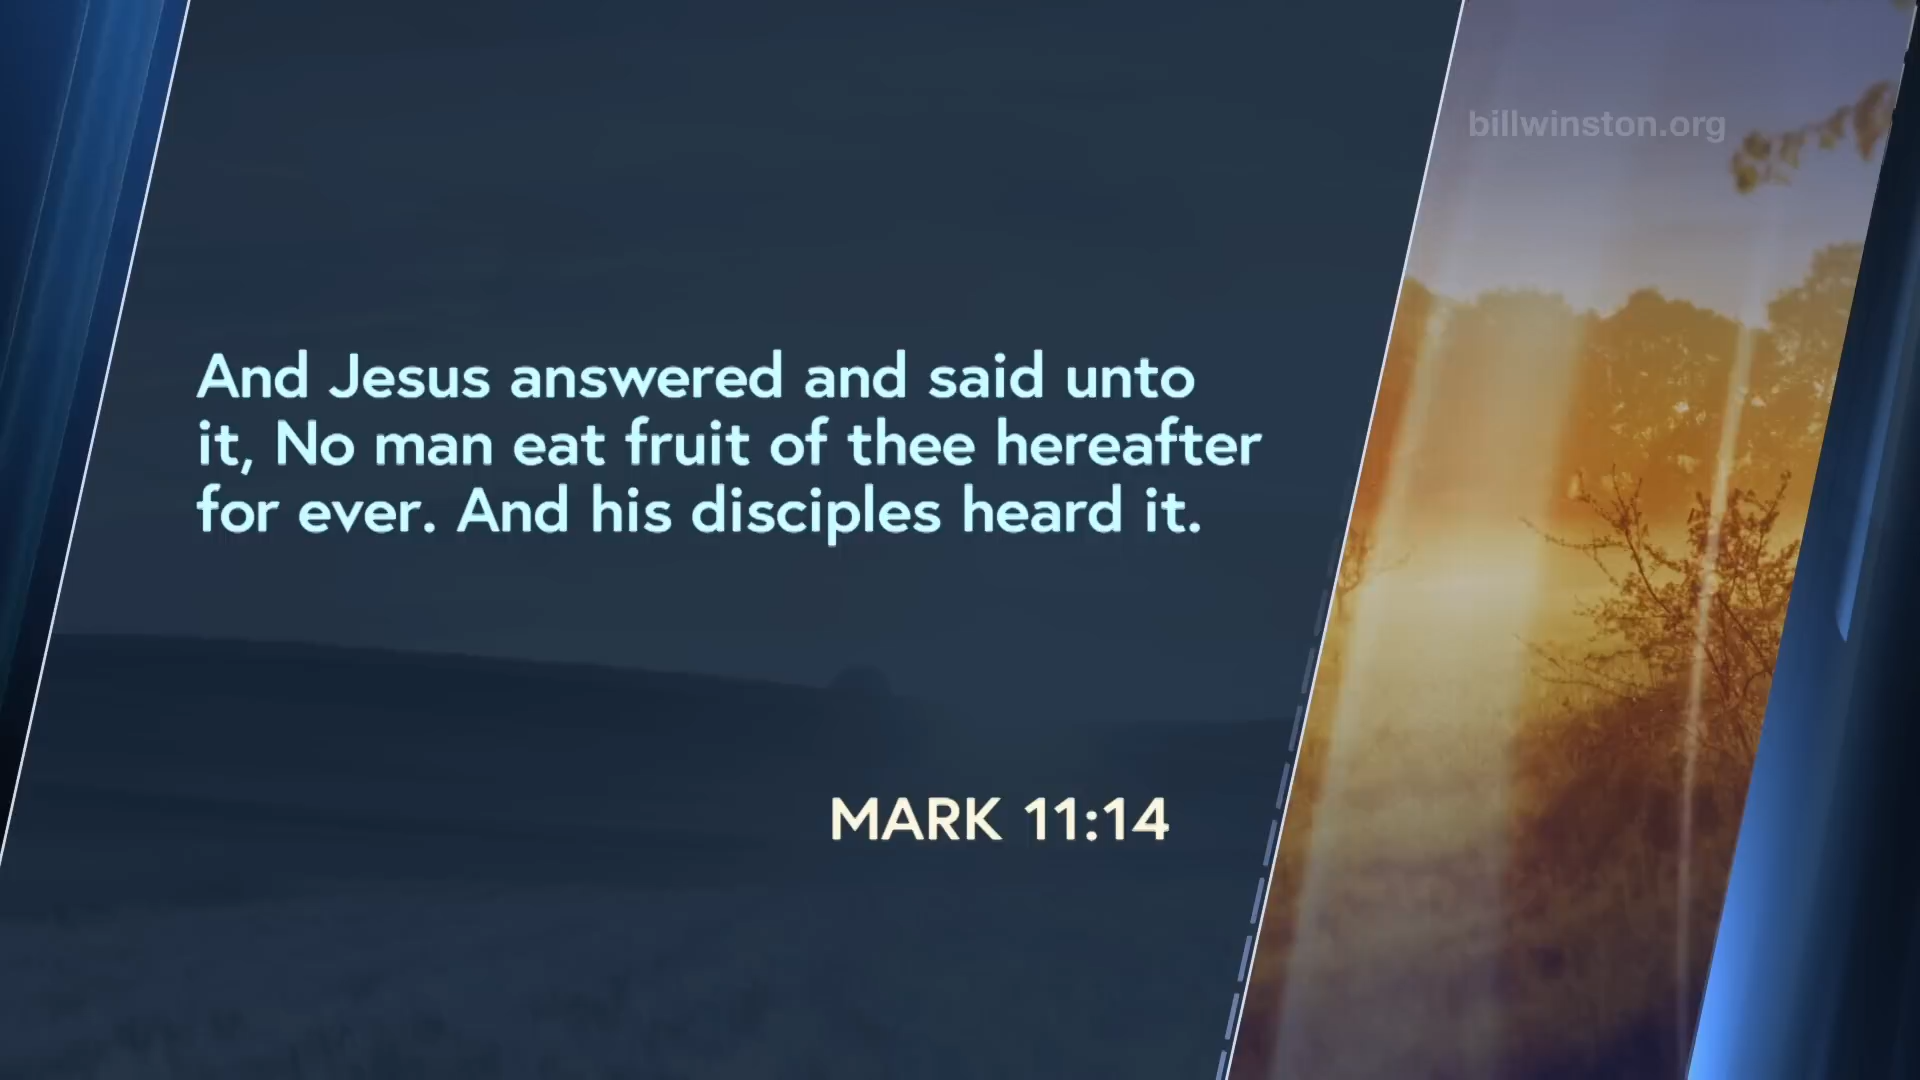 billwinston.org
And Jesus answered and said unto
it, No man eat fruit of thee hereafter
for ever. And his disciples heard it.
MARK 11:14